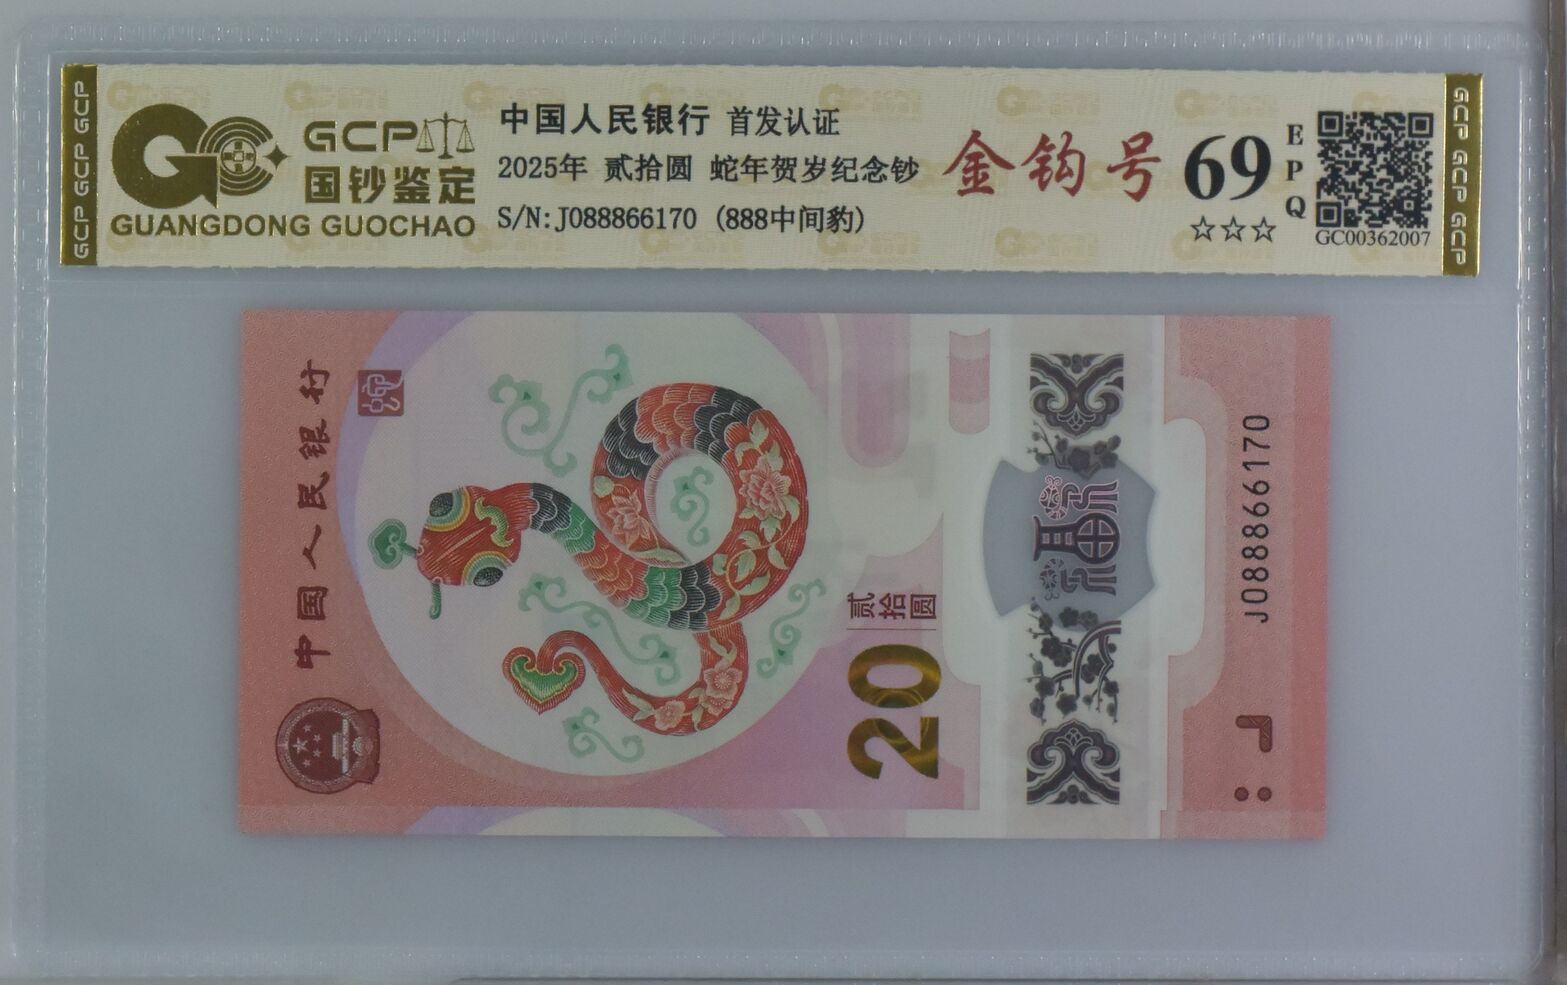 GCP GCP GCP
GCP
国钞鉴定
GUANGDONG GUOCHAO
中国人民银行 首发认证
2025年 贰拾圆 蛇年贺岁纪念钞
S/N:J088866170 (888中间豹)
金钩号
69
EPQ
☆☆☆
GC00362007
GCP GCP GCP
中国人民银行
贰拾圆
20
福
J088866170